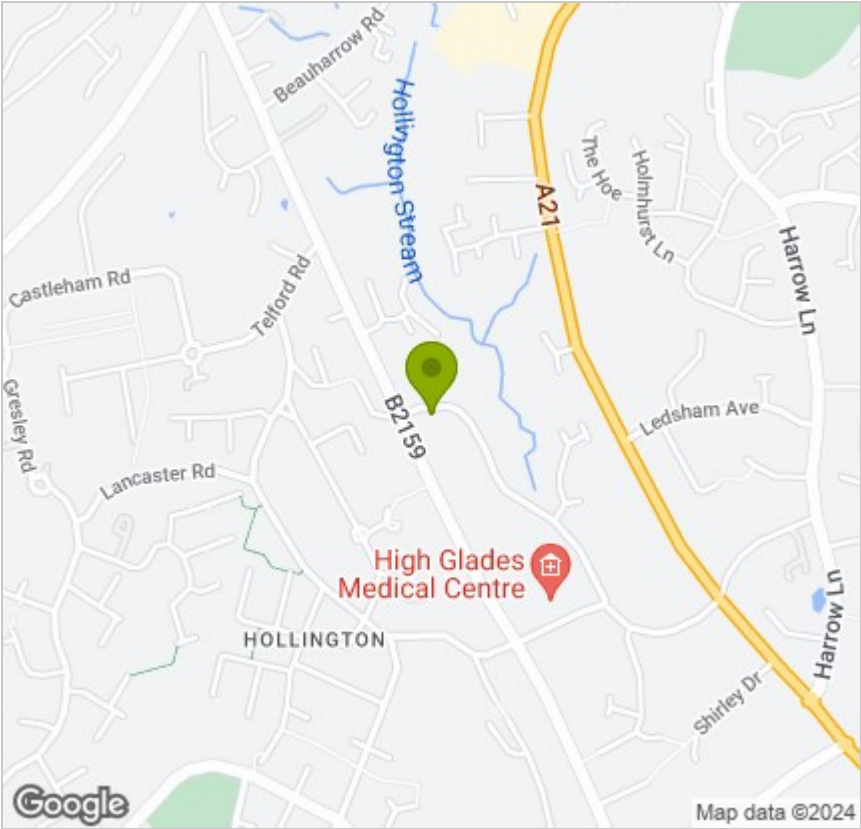 Beauharrow Rd
Hollington Stream
The Hoe
Holmhurst Ln
A21
Harrow Ln
Castleham Rd
Telford Rd
Gresley Rd
B2159
Ledsham Ave
Lancaster Rd
High Glades
Medical Centre
HOLLINGTON
Harrow Ln
Shirley Dr
Google
Map data ©2024